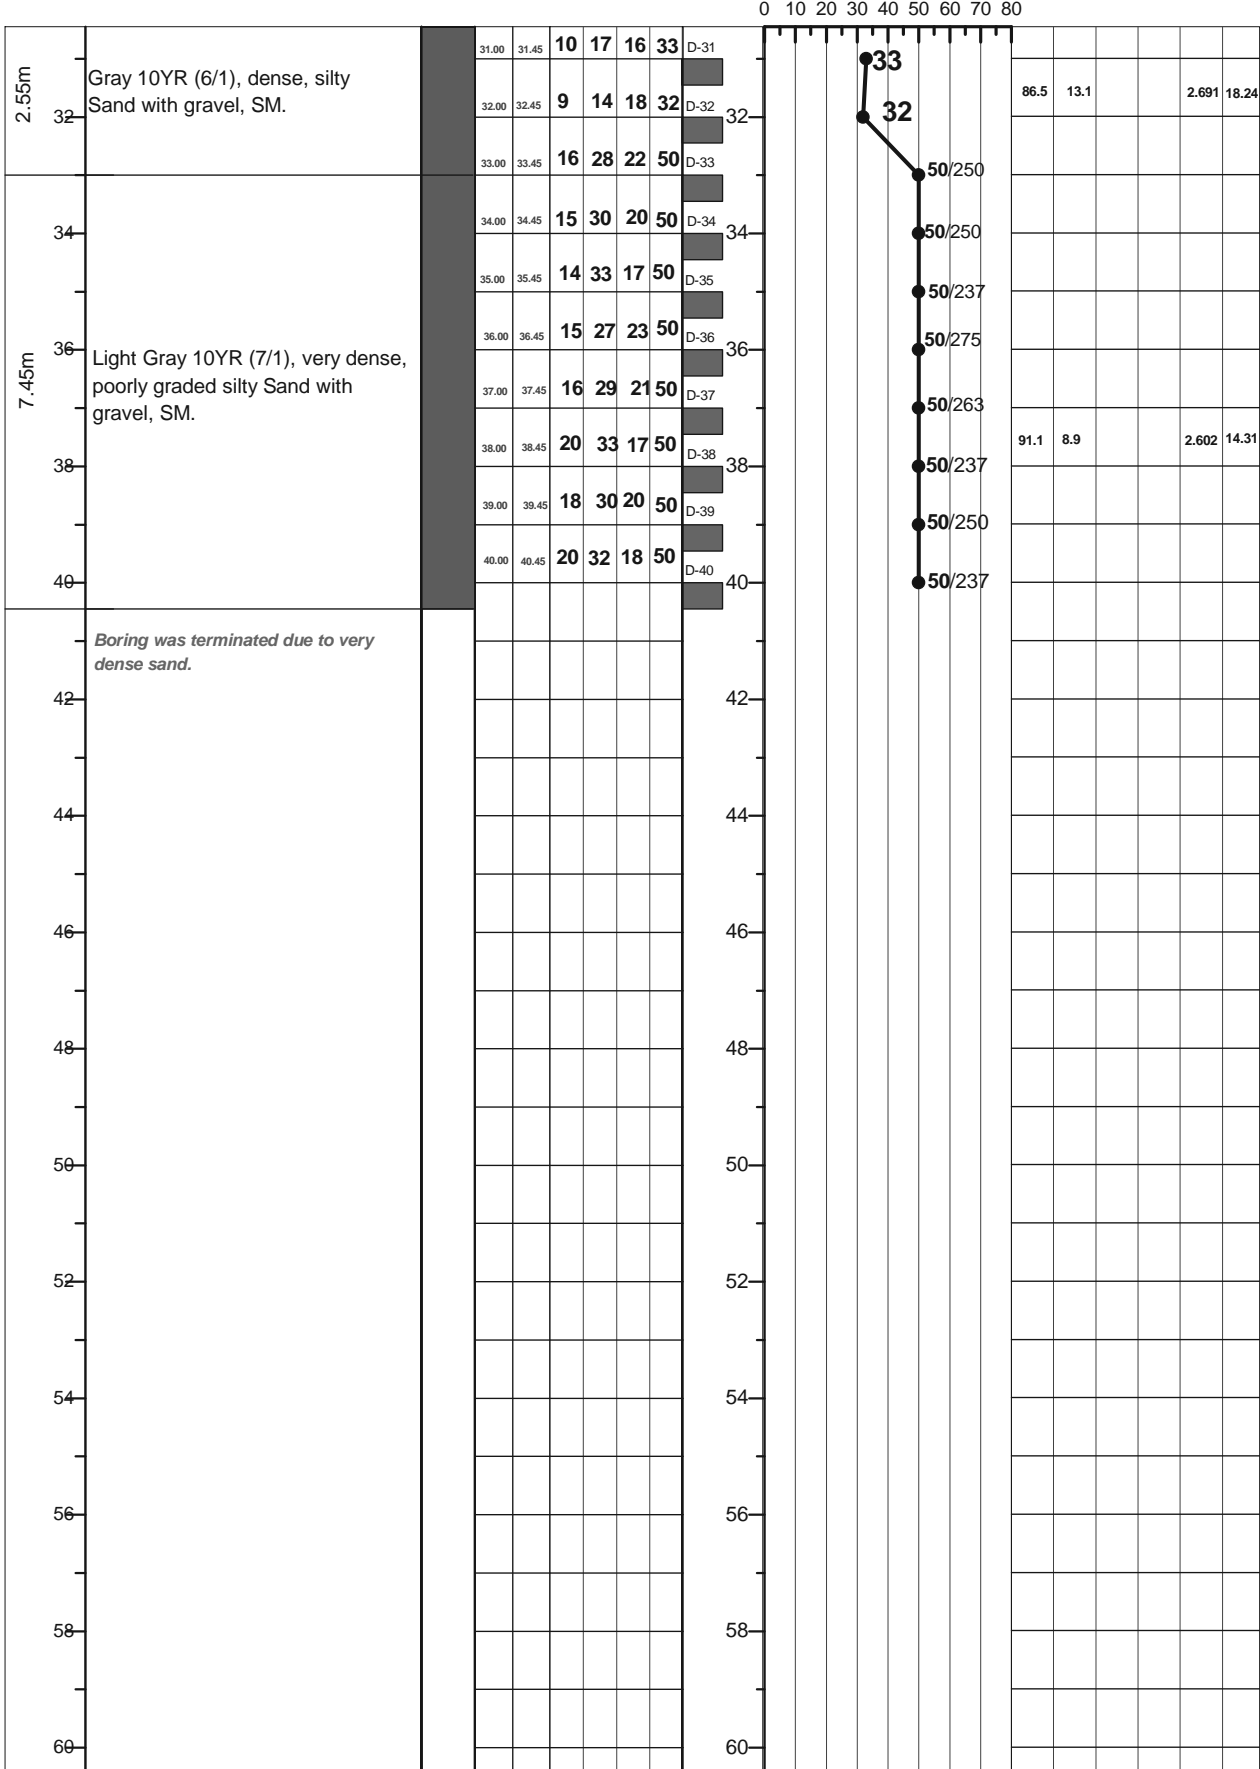 0 10 20 30 40 50 60 70 80
2.55m
Gray 10YR (6/1), dense, silty
Sand with gravel, SM.
31.00 31.45 10 17 16 33 D-31
33
86.5 13.1 2.691 18.24
32 32.00 32.45 9 14 18 32 D-32 32
32
33.00 33.45 16 28 22 50 D-33
50/250
34 34.00 34.45 15 30 20 50 D-34 34
50/250
35.00 35.45 14 33 17 50 D-35
50/237
7.45m
Light Gray 10YR (7/1), very dense,
poorly graded silty Sand with
gravel, SM.
36 36.00 36.45 15 27 23 50 D-36 36
50/275
37.00 37.45 16 29 21 50 D-37
50/263
91.1 8.9 2.602 14.31
38 38.00 38.45 20 33 17 50 D-38 38
50/237
39.00 39.45 18 30 20 50 D-39
50/250
40 40.00 40.45 20 32 18 50 D-40 40
50/237
Boring was terminated due to very
dense sand.
42 42
44 44
46 46
48 48
50 50
52 52
54 54
56 56
58 58
60 60